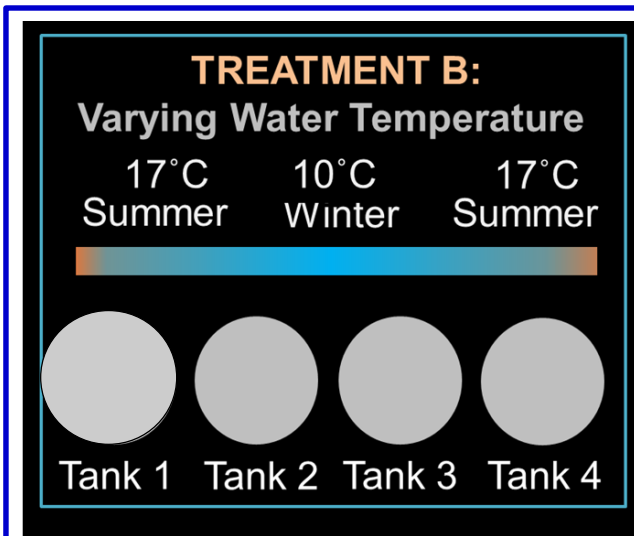 TREATMENT B:
Varying Water Temperature
17°C 10°C 17°C
Summer Winter Summer
Tank 1 Tank 2 Tank 3 Tank 4